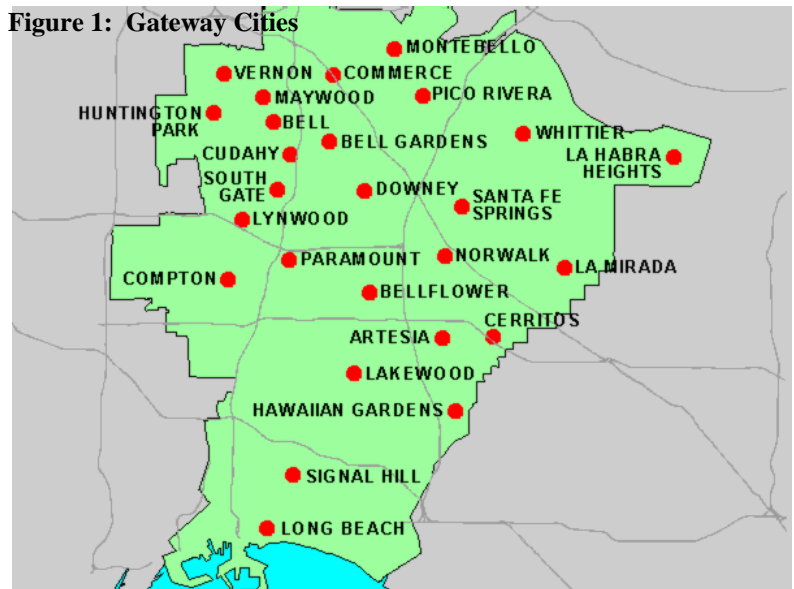 Figure 1: Gateway Cities
MONTEBELLO
VERNON
COMMERCE
MAYWOOD
PICO RIVERA
HUNTINGTON
PARK
BELL
WHITTIER
BELL GARDENS
CUDAHY
LA HABRA
HEIGHTS
SOUTH
GATE
DOWNEY
SANTA FE
SPRINGS
LYNWOOD
PARAMOUNT
NORWALK
LA MIRADA
COMPTON
BELLFLOWER
CERRITOS
ARTESIA
LAKEWOOD
HAWAIIAN GARDENS
SIGNAL HILL
LONG BEACH